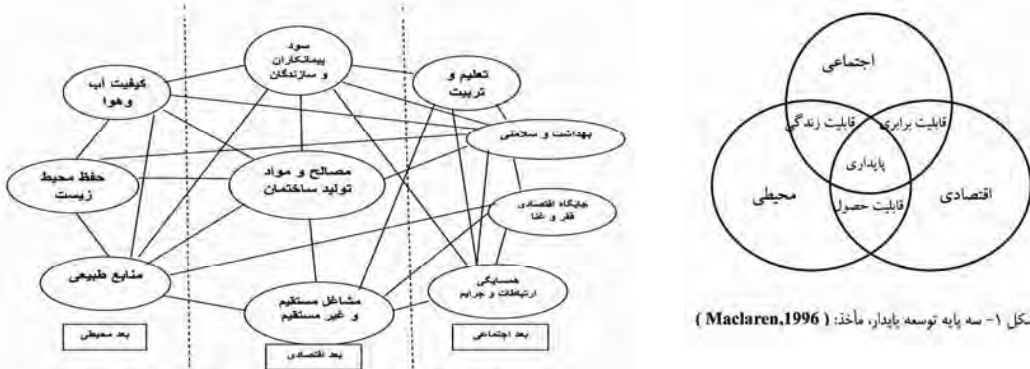 سود
پیمانکاران
و سازندگان
تعلیم و
تربیت
کیفیت آب
وهوا
بهداشت و سلامتی
مصالح و مواد
تولید ساختمان
حفظ محیط
زیست
جایگاه اقتصادی
فقر و غنا
منابع طبیعی
همسایگی
ارتباطات و جرایم
مشاغل مستقیم
و غیر مستقیم
بعد محیطی
بعد اقتصادی
بعد اجتماعی
اجتماعی
قابلیت برابری
قابلیت زندگی
پایداری
اقتصادی
محیطی
قابلیت حصول
شکل ۱- سه پایه توسعه پایدار، مأخذ: ( Maclaren,1996 )